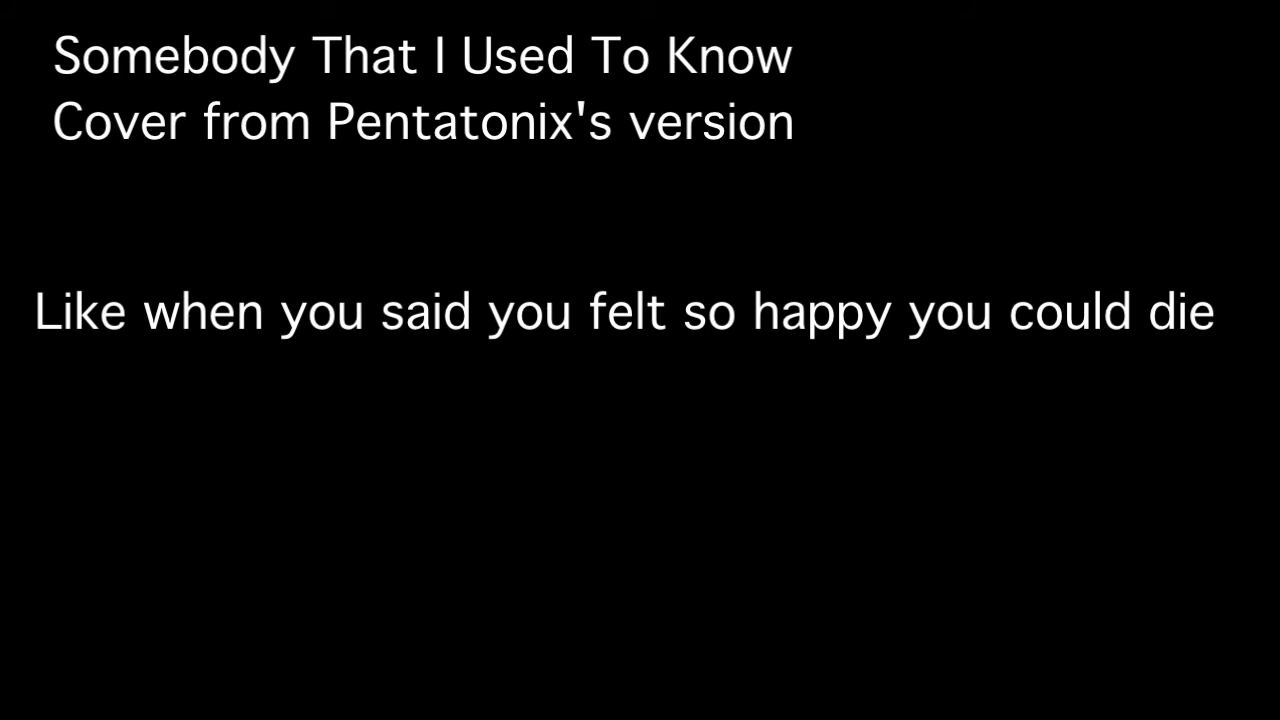 Somebody That I Used To Know
Cover from Pentatonix's version
Like when you said you felt so happy you could die